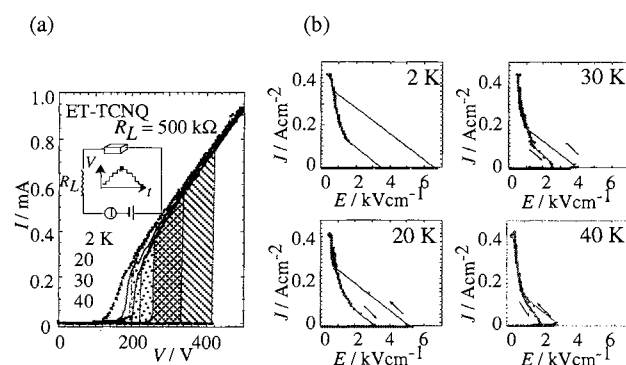 (a)
(b)
ET-TCNQ
R_L = 500 kΩ
V
t
R_L
2 K
20
30
40
I / mA
1.0
0.8
0.6
0.4
0.2
0
0 200 400
V / V
2 K
J / Acm⁻²
0.4
0.2
0
0 2 4 6
E / kVcm⁻¹
30 K
J / Acm⁻²
0.4
0.2
0
0 2 4 6
E / kVcm⁻¹
20 K
J / Acm⁻²
0.4
0.2
0
0 2 4 6
E / kVcm⁻¹
40 K
J / Acm⁻²
0.4
0.2
0
0 2 4 6
E / kVcm⁻¹